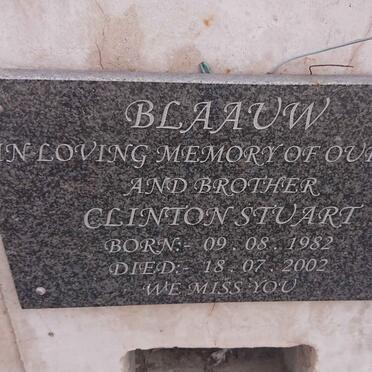 BLAAUW
IN LOVING MEMORY OF OUR
AND BROTHER
CLINTON STUART
BORN:- 09 . 08 . 1982
DIED:- 18 . 07 . 2002
WE MISS YOU